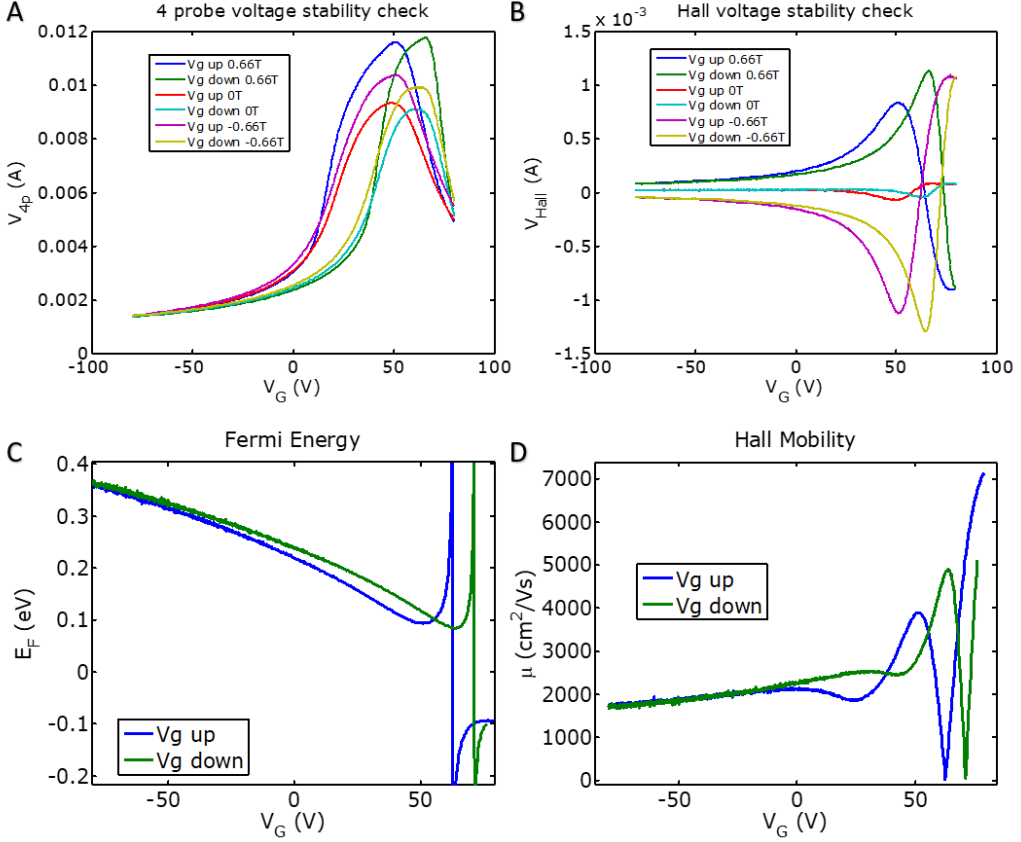 A
4 probe voltage stability check
0.012
0.01
0.008
0.006
0.004
0.002
0
V4p (A)
Vg up 0.66T
Vg down 0.66T
Vg up 0T
Vg down 0T
Vg up -0.66T
Vg down -0.66T
-100
-50
0
50
100
VG (V)
B
Hall voltage stability check
× 10-3
1.5
1
0.5
0
-0.5
-1
-1.5
VHall (A)
Vg up 0.66T
Vg down 0.66T
Vg up 0T
Vg down 0T
Vg up -0.66T
Vg down -0.66T
-100
-50
0
50
100
VG (V)
C
Fermi Energy
0.4
0.3
0.2
0.1
0
-0.1
-0.2
EF (eV)
Vg up
Vg down
-50
0
50
VG (V)
D
Hall Mobility
7000
6000
5000
4000
3000
2000
1000
0
μ (cm2/Vs)
Vg up
Vg down
-50
0
50
VG (V)